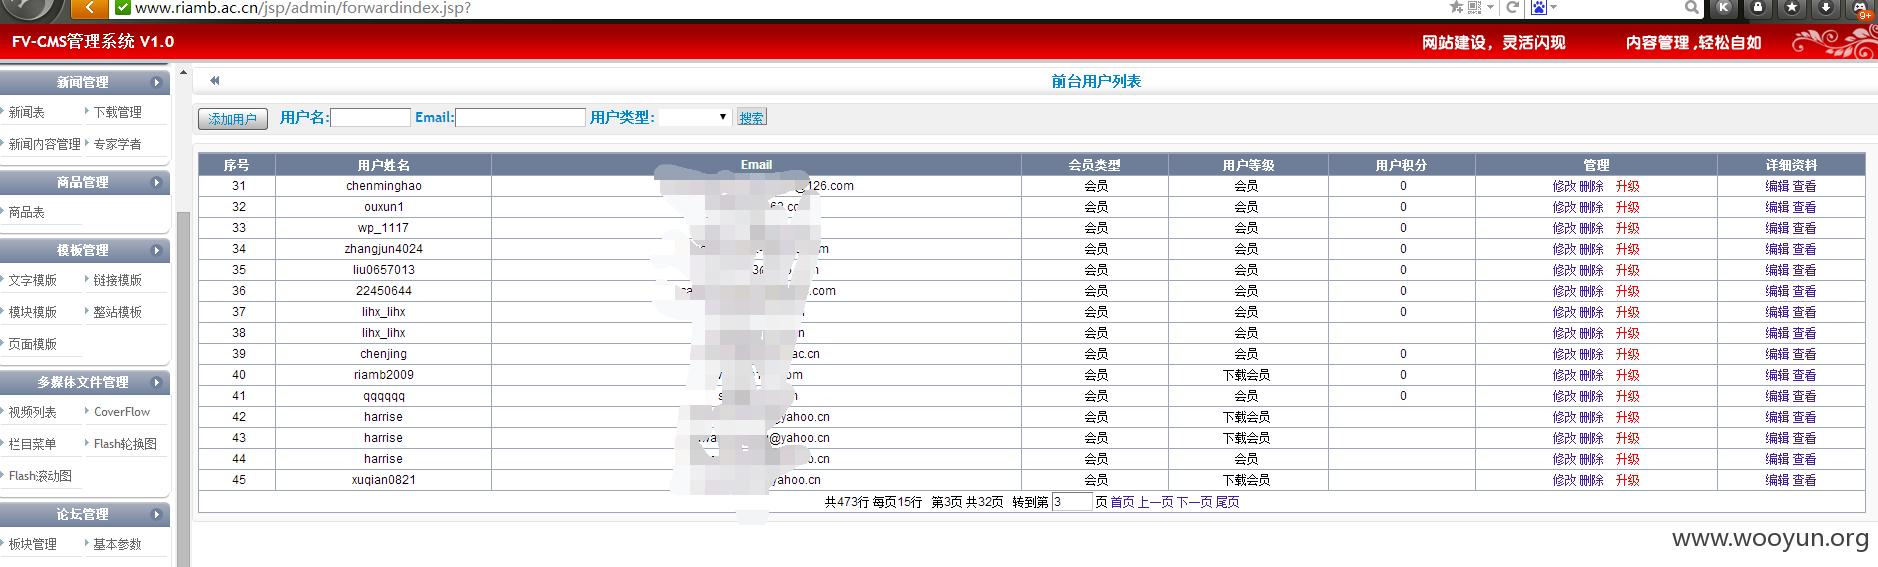 www.riamb.ac.cn/jsp/admin/forwardindex.jsp?
9+
FV-CMS管理系统 V1.0
网站建设，灵活闪现 内容管理 ,轻松自如
新闻管理
新闻表 下载管理
新闻内容管理 专家学者
商品管理
商品表
模板管理
文字模版 链接模版
模块模版 整站模板
页面模版
多媒体文件管理
视频列表 CoverFlow
栏目菜单 Flash轮换图
Flash滚动图
论坛管理
板块管理 基本参数
前台用户列表
添加用户 用户名: Email: 用户类型: 搜索
序号 用户姓名 Email 会员类型 用户等级 用户积分 管理 详细资料
31 chenminghao @126.com 会员 会员 0 修改 删除 升级 编辑 查看
32 ouxun1 会员 会员 0 修改 删除 升级 编辑 查看
33 wp_1117 会员 会员 0 修改 删除 升级 编辑 查看
34 zhangjun4024 会员 会员 0 修改 删除 升级 编辑 查看
35 liu0657013 会员 会员 0 修改 删除 升级 编辑 查看
36 22450644 .com 会员 会员 0 修改 删除 升级 编辑 查看
37 lihx_lihx 会员 会员 0 修改 删除 升级 编辑 查看
38 lihx_lihx 会员 会员 修改 删除 升级 编辑 查看
39 chenjing ac.cn 会员 会员 0 修改 删除 升级 编辑 查看
40 riamb2009 会员 下载会员 0 修改 删除 升级 编辑 查看
41 qqqqqq 会员 会员 0 修改 删除 升级 编辑 查看
42 harrise yahoo.cn 会员 下载会员 修改 删除 升级 编辑 查看
43 harrise @yahoo.cn 会员 下载会员 修改 删除 升级 编辑 查看
44 harrise o.cn 会员 会员 修改 删除 升级 编辑 查看
45 xuqian0821 yahoo.cn 会员 下载会员 修改 删除 升级 编辑 查看
共473行 每页15行 第3页 共32页 转到第 3 页 首页 上一页 下一页 尾页
www.wooyun.org